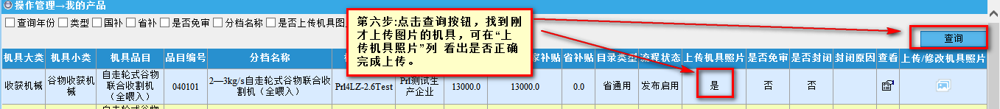 操作管理→我的产品
查询年份 类型 国补 省补 是否免审 分档名称 是否上传机具图
第六步:点击查询按钮，找到刚
才上传图片的机具，可在“上
传机具照片”列 看出是否正确
完成上传。
查询
机具大类 机具小类 机具品目 品目编号 分档名称 家补贴 省补贴 目录类型 流程状态 上传机具照片 是否免审 是否封闭 封闭原因 查看 上传/修改机具照片
收获机械 谷物收获机械 自走轮式谷物联合收割机（全喂入） 040101 2—3kg/s自走轮式谷物联合收割机（全喂入） Prl4LZ-2.6Test Prl测试生产企业 13000.0 13000.0 0.0 省通用 发布启用 是 否 否
自走轮式谷物